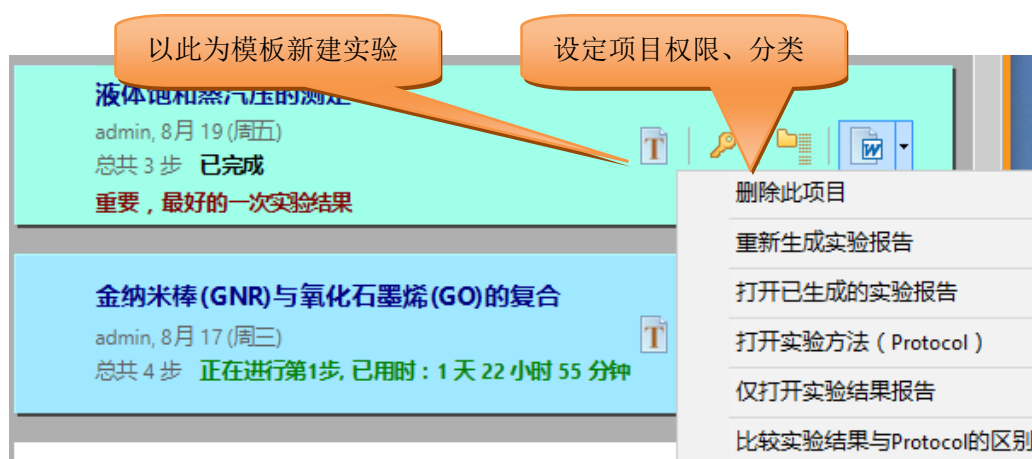 以此为模板新建实验
设定项目权限、分类
液体饱和蒸汽压的测定
admin, 8月 19 (周五)
总共 3 步 已完成
重要，最好的一次实验结果
T
W
删除此项目
重新生成实验报告
打开已生成的实验报告
打开实验方法（Protocol）
仅打开实验结果报告
比较实验结果与Protocol的区别
金纳米棒(GNR)与氧化石墨烯(GO)的复合
admin, 8月 17 (周三)
总共 4 步 正在进行第1步, 已用时：1 天 22 小时 55 分钟
T